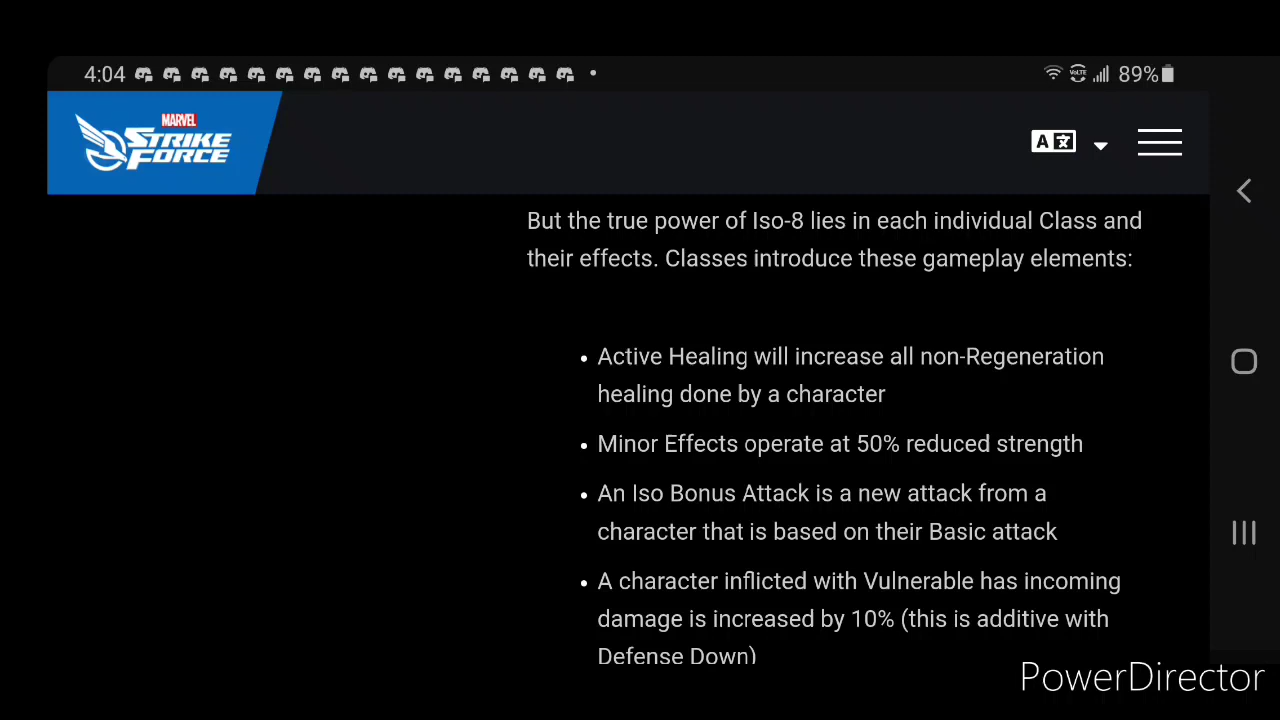 4:04
VoLTE
89%
MARVEL
STRIKE
FORCE
A 文
But the true power of Iso-8 lies in each individual Class and
their effects. Classes introduce these gameplay elements:
• Active Healing will increase all non-Regeneration
healing done by a character
• Minor Effects operate at 50% reduced strength
• An Iso Bonus Attack is a new attack from a
character that is based on their Basic attack
• A character inflicted with Vulnerable has incoming
damage is increased by 10% (this is additive with
Defense Down)
PowerDirector